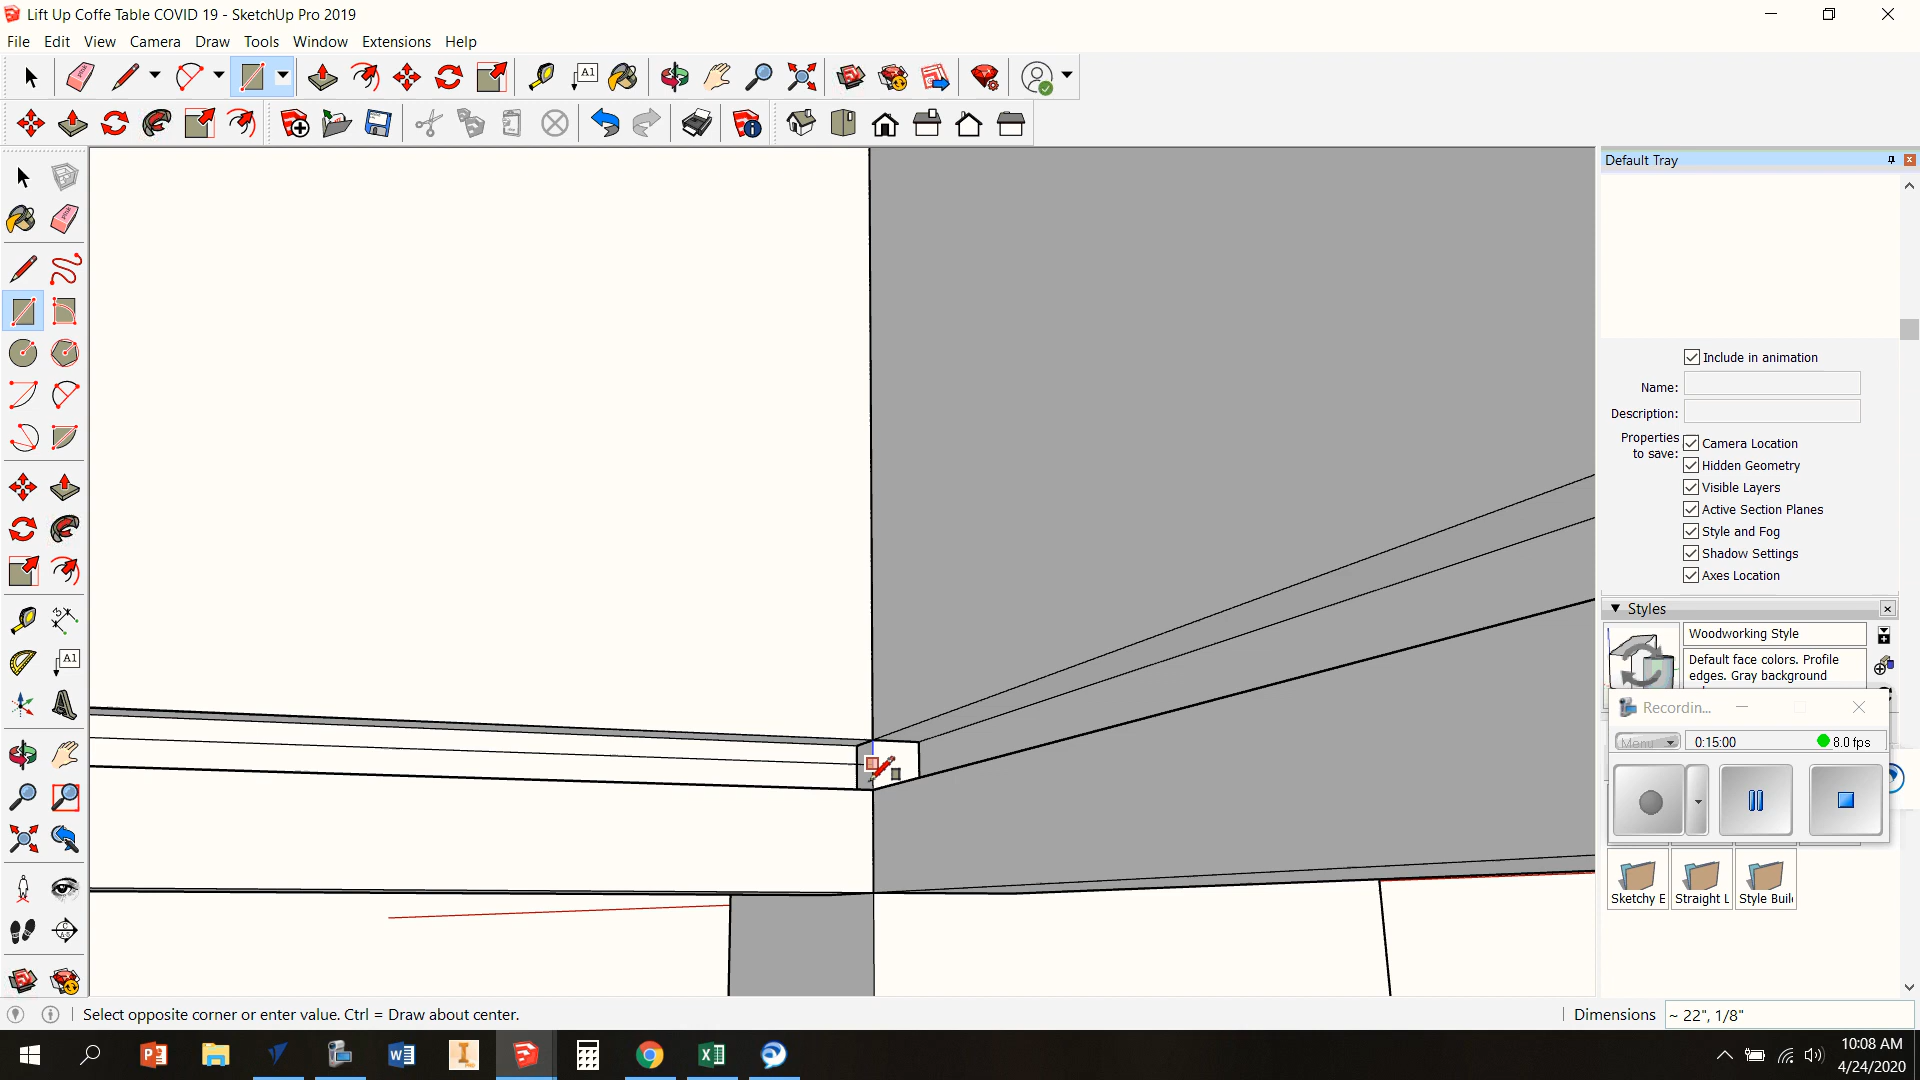 Lift Up Coffe Table COVID 19 - SketchUp Pro 2019
File Edit View Camera Draw Tools Window Extensions Help
A1
Default Tray
Include in animation
Name:
Description:
Properties to save:
Camera Location
Hidden Geometry
Visible Layers
Active Section Planes
Style and Fog
Shadow Settings
Axes Location
A1
Styles
Woodworking Style
Default face colors. Profile
edges. Gray background
Recordin...
Menu
0:15:00
8.0 fps
Sketchy E
Straight L
Style Buil
Select opposite corner or enter value. Ctrl = Draw about center.
Dimensions
~ 22", 1/8"
10:08 AM
4/24/2020